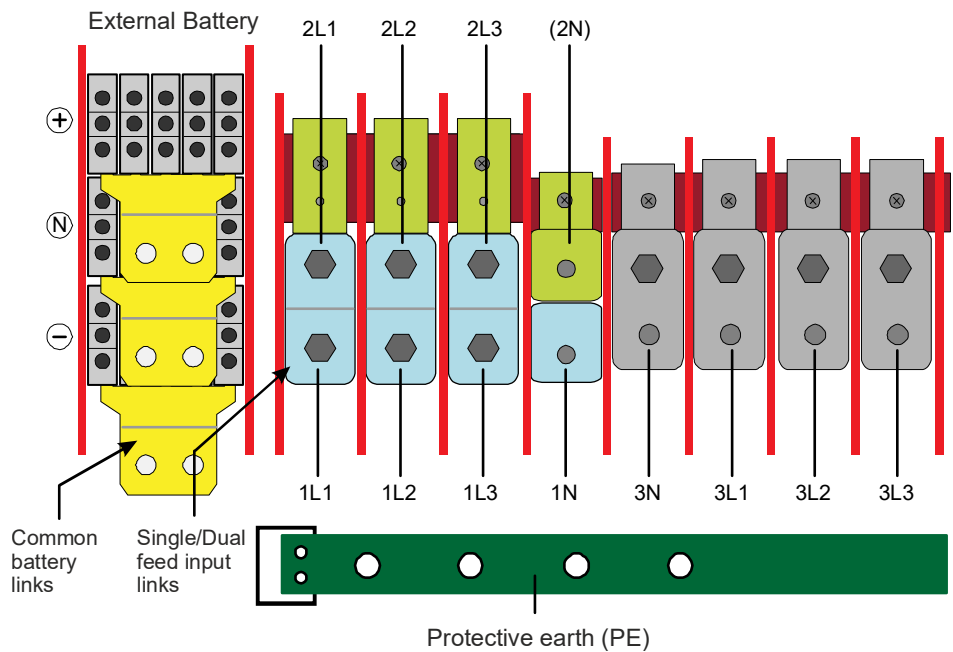 External Battery
2L1
2L2
2L3
(2N)
+
N
−
1L1
1L2
1L3
1N
3N
3L1
3L2
3L3
Common
battery
links
Single/Dual
feed input
links
Protective earth (PE)